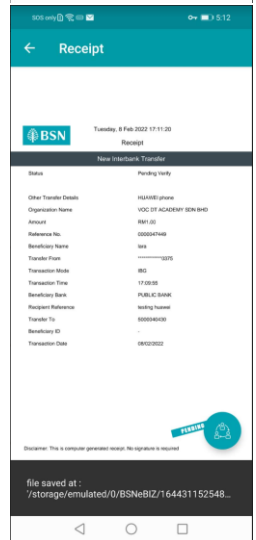 SOS only 5:12
Receipt
BSN
Tuesday, 8 Feb 2022 17:11:20
Receipt
New Interbank Transfer
Status Pending Verify
Other Transfer Details HUAWEI phone
Organization Name VOC DT ACADEMY SDN BHD
Amount RM1.00
Reference No. 0000047449
Beneficiary Name lara
Transfer From ************0375
Transaction Mode IBG
Transaction Time 17:09:55
Beneficiary Bank PUBLIC BANK
Recipient Reference testing huawei
Transfer To 5000040430
Beneficiary ID -
Transaction Date 08/02/2022
PENDING
Disclaimer: This is computer generated receipt. No signature is required
file saved at :
'/storage/emulated/0/BSNeBIZ/164431152548...